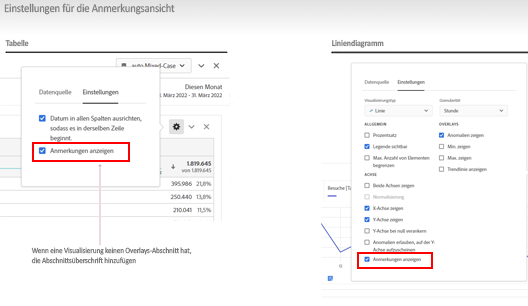 Einstellungen für die Anmerkungsansicht
Tabelle
auto Mixed-Case
Diesen Monat
März 2022 - 31. März 2022
Datenquelle
Einstellungen
Datum in allen Spalten ausrichten,
sodass es in derselben Zeile
beginnt.
Anmerkungen anzeigen
1.819.645
von 1.819.645
395.986 21,8%
250.440 13,8%
210.041 11,5%
Wenn eine Visualisierung keinen Overlays-Abschnitt hat,
die Abschnittsüberschrift hinzufügen
Liniendiagramm
Datenquelle
Einstellungen
Visualisierungstyp
Granularität
Linie
Stunde
ALLGEMEIN
OVERLAYS
Prozentsatz
Anomalien zeigen
Legende sichtbar
Min. zeigen
Max. Anzahl von Elementen
begrenzen
Max. zeigen
Trendlinie anzeigen
ACHSE
Beide Achsen zeigen
Normalisierung
X-Achse zeigen
Y-Achse zeigen
Y-Achse bei null verankern
Anomalien erlauben, auf der Y-
Achse aufzuscheinen
Anmerkungen anzeigen
Besuche [Ta